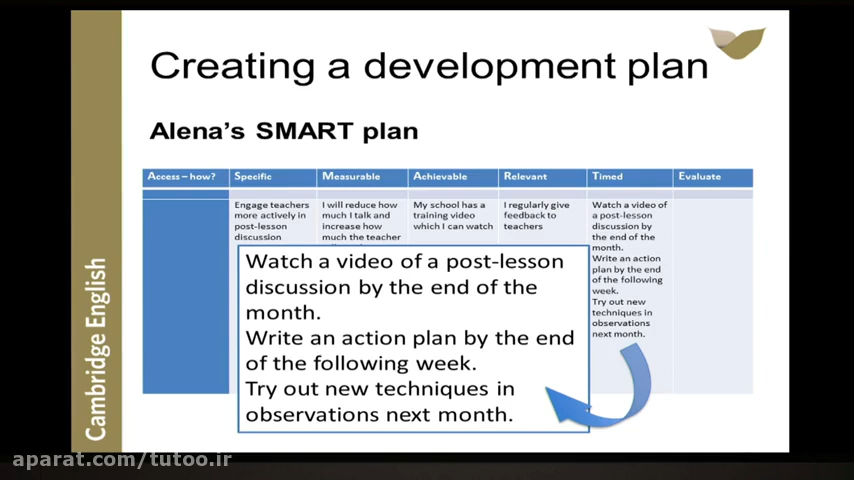 Creating a development plan
Alena's SMART plan
Access – how? Specific Measurable Achievable Relevant Timed Evaluate
Engage teachers
more actively in
post-lesson
discussion
I will reduce how
much I talk and
increase how
much the teacher
My school has a
training video
which I can watch
I regularly give
feedback to
teachers
Watch a video of
a post-lesson
discussion by
the end of the
month.
Write an action
plan by the end
of the following
week.
Try out new
techniques in
observations
next month.
Watch a video of a post-lesson
discussion by the end of the
month.
Write an action plan by the end
of the following week.
Try out new techniques in
observations next month.
Cambridge English
aparat.com/tutoo.ir